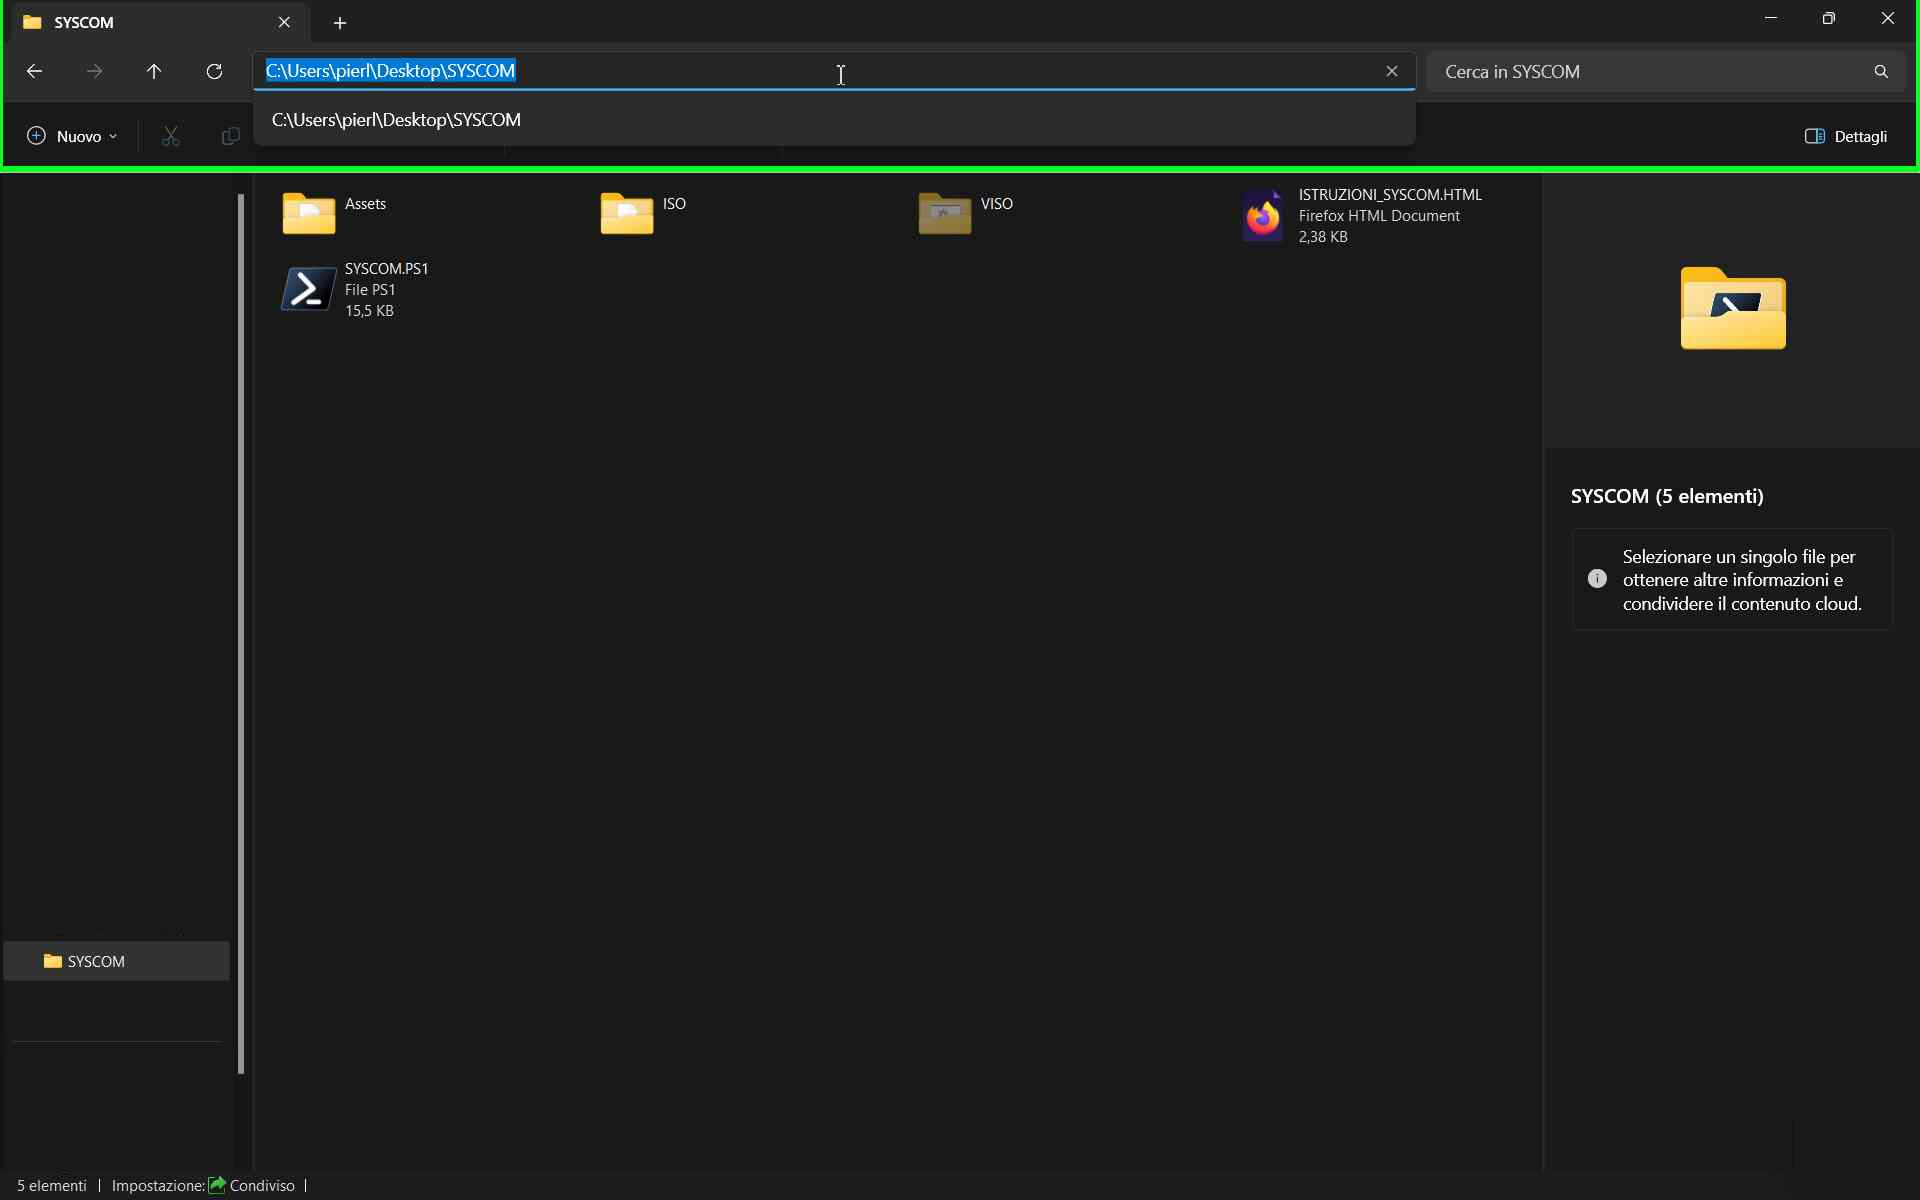 SYSCOM
C:\Users\pierl\Desktop\SYSCOM
Cerca in SYSCOM
C:\Users\pierl\Desktop\SYSCOM
Nuovo
Dettagli
Assets
ISO
VISO
ISTRUZIONI_SYSCOM.HTML
Firefox HTML Document
2,38 KB
SYSCOM.PS1
File PS1
15,5 KB
SYSCOM (5 elementi)
Selezionare un singolo file per
ottenere altre informazioni e
condividere il contenuto cloud.
SYSCOM
5 elementi | Impostazione: Condiviso |